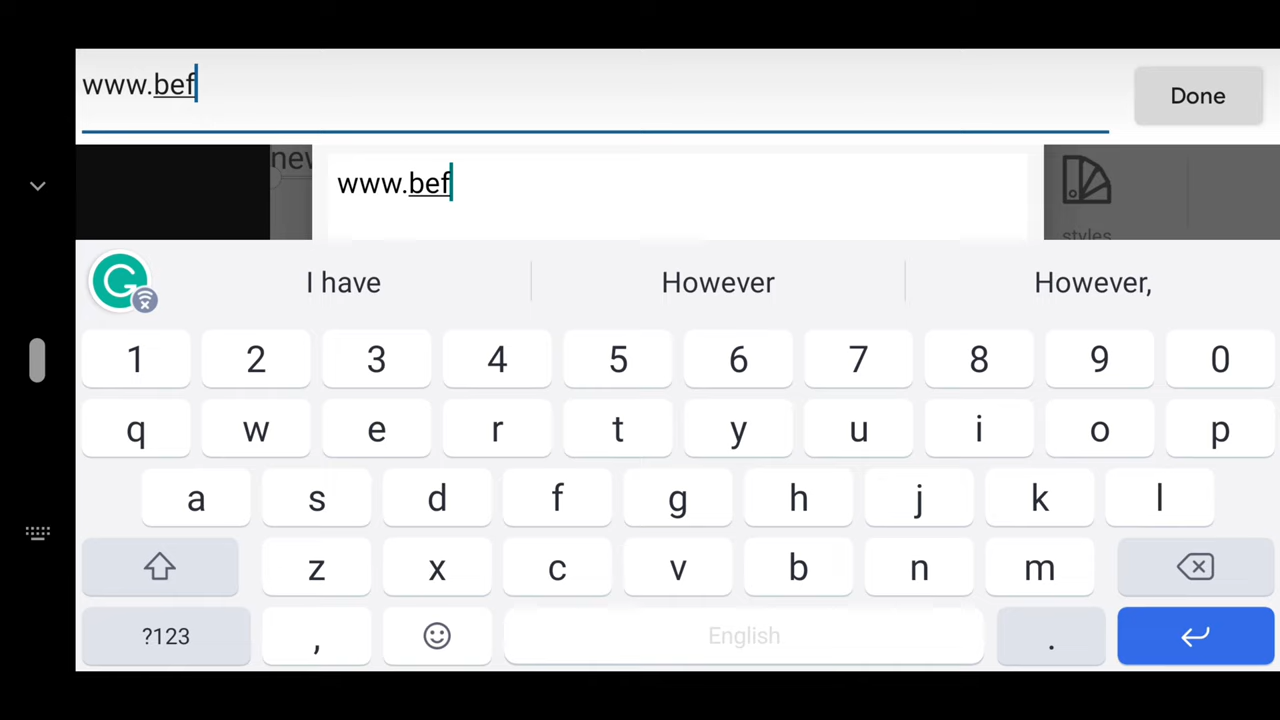 www.bef
Done
new
www.bef
styles
I have
However
However,
1 2 3 4 5 6 7 8 9 0
q w e r t y u i o p
a s d f g h j k l
z x c v b n m
?123 , English .